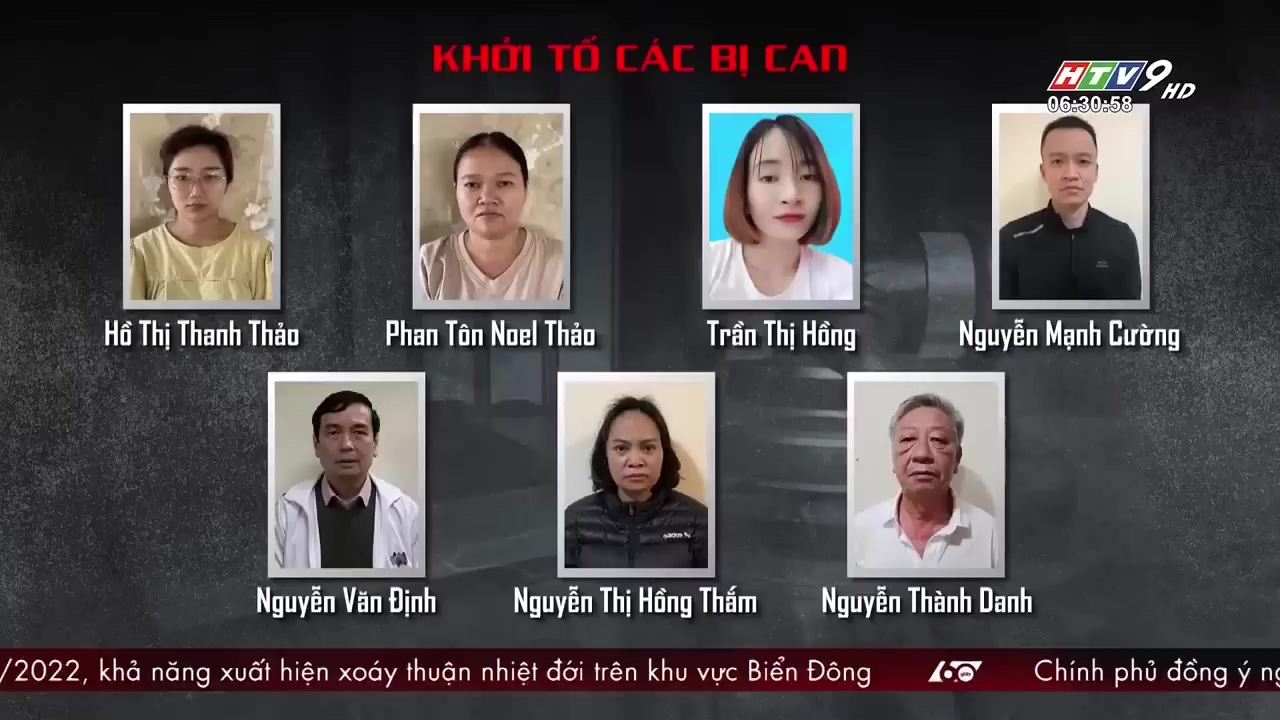 KHỞI TỐ CÁC BỊ CAN
HTV9 HD
06:30:58
Hồ Thị Thanh Thảo
Phan Tôn Noel Thảo
Trần Thị Hồng
Nguyễn Mạnh Cường
Nguyễn Văn Định
Nguyễn Thị Hồng Thắm
Nguyễn Thành Danh
/2022, khả năng xuất hiện xoáy thuận nhiệt đới trên khu vực Biển Đông 60 giây Chính phủ đồng ý